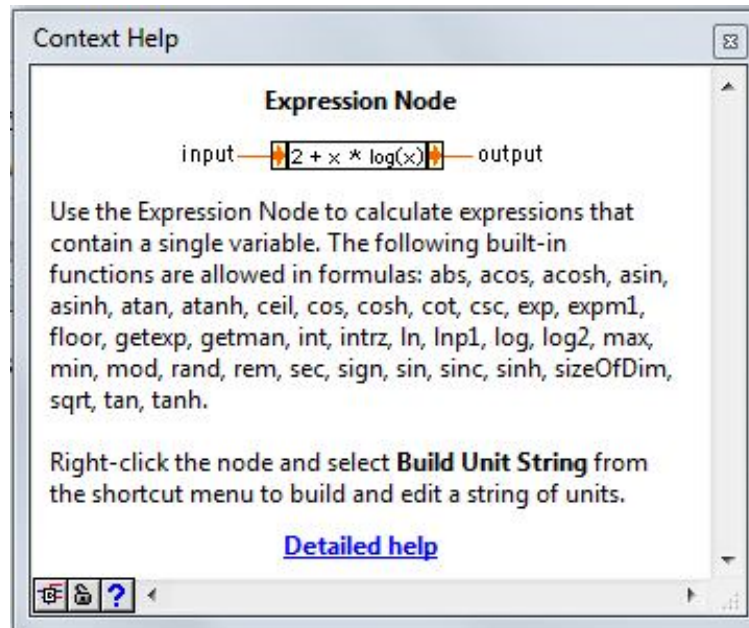 Context Help
Expression Node
input 2 + x * log(x) output
Use the Expression Node to calculate expressions that
contain a single variable. The following built-in
functions are allowed in formulas: abs, acos, acosh, asin,
asinh, atan, atanh, ceil, cos, cosh, cot, csc, exp, expm1,
floor, getexp, getman, int, intrz, ln, lnp1, log, log2, max,
min, mod, rand, rem, sec, sign, sin, sinc, sinh, sizeOfDim,
sqrt, tan, tanh.
Right-click the node and select Build Unit String from
the shortcut menu to build and edit a string of units.
Detailed help
?